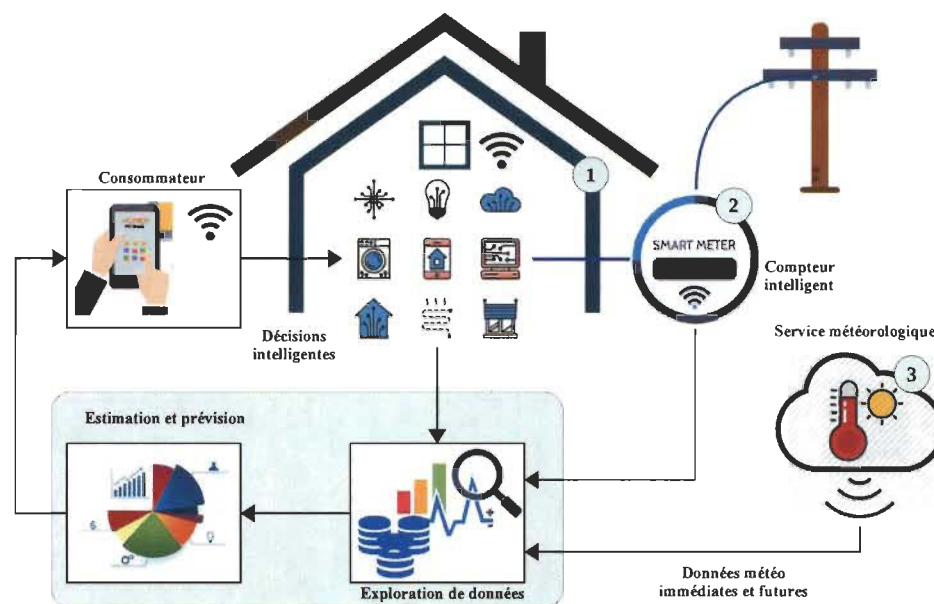 Consommateur
1
2
SMART METER
Compteur
intelligent
Décisions
intelligentes
Service météorologique
3
Estimation et prévision
Exploration de données
Données météo
immédiates et futures